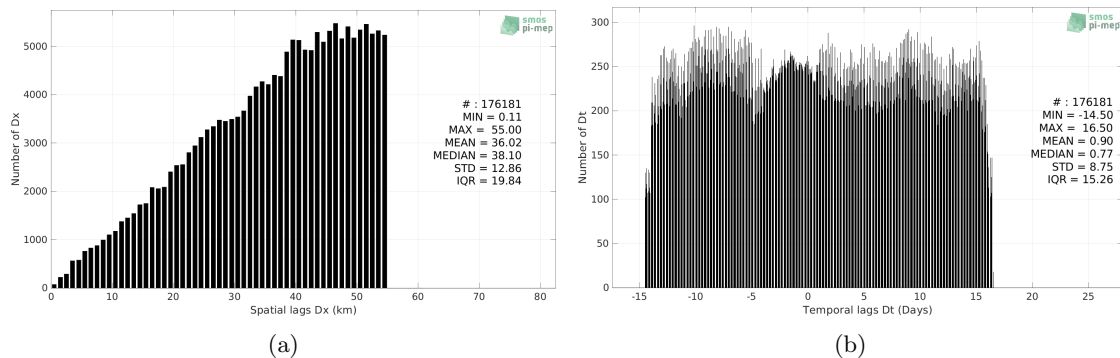 smos
pi-mep
5000
4000
3000
2000
1000
0
Number of Dx
# : 176181
MIN = 0.11
MAX = 55.00
MEAN = 36.02
MEDIAN = 38.10
STD = 12.86
IQR = 19.84
0 10 20 30 40 50 60 70 80
Spatial lags Dx (km)
(a)
smos
pi-mep
300
250
200
150
100
50
0
Number of Dt
# : 176181
MIN = -14.50
MAX = 16.50
MEAN = 0.90
MEDIAN = 0.77
STD = 8.75
IQR = 15.26
-15 -10 -5 0 5 10 15 20 25
Temporal lags Dt (Days)
(b)